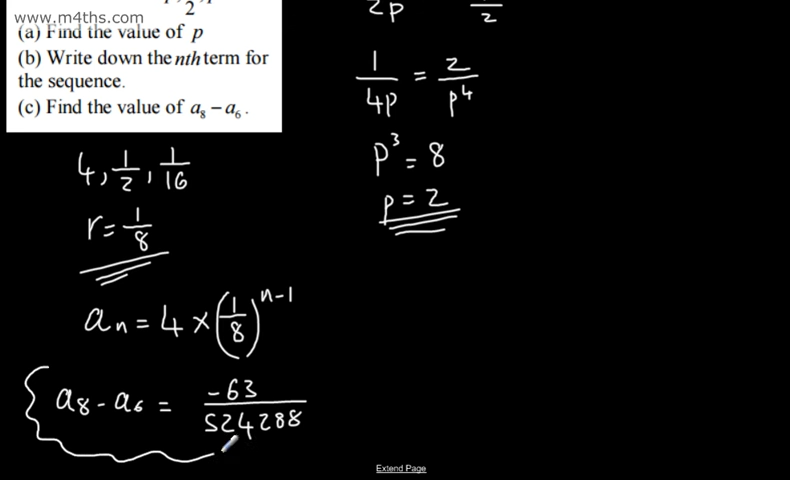 www.m4ths.com
2
(a) Find the value of p
(b) Write down the nth term for
the sequence.
(c) Find the value of a₈ – a₆ .
4, 1/2, 1/16
r = 1/8
aₙ = 4 × (1/8)ⁿ⁻¹
a₈ - a₆ = -63/524288
2p 2
1/4p = 2/p⁴
p³ = 8
p = 2
Extend Page